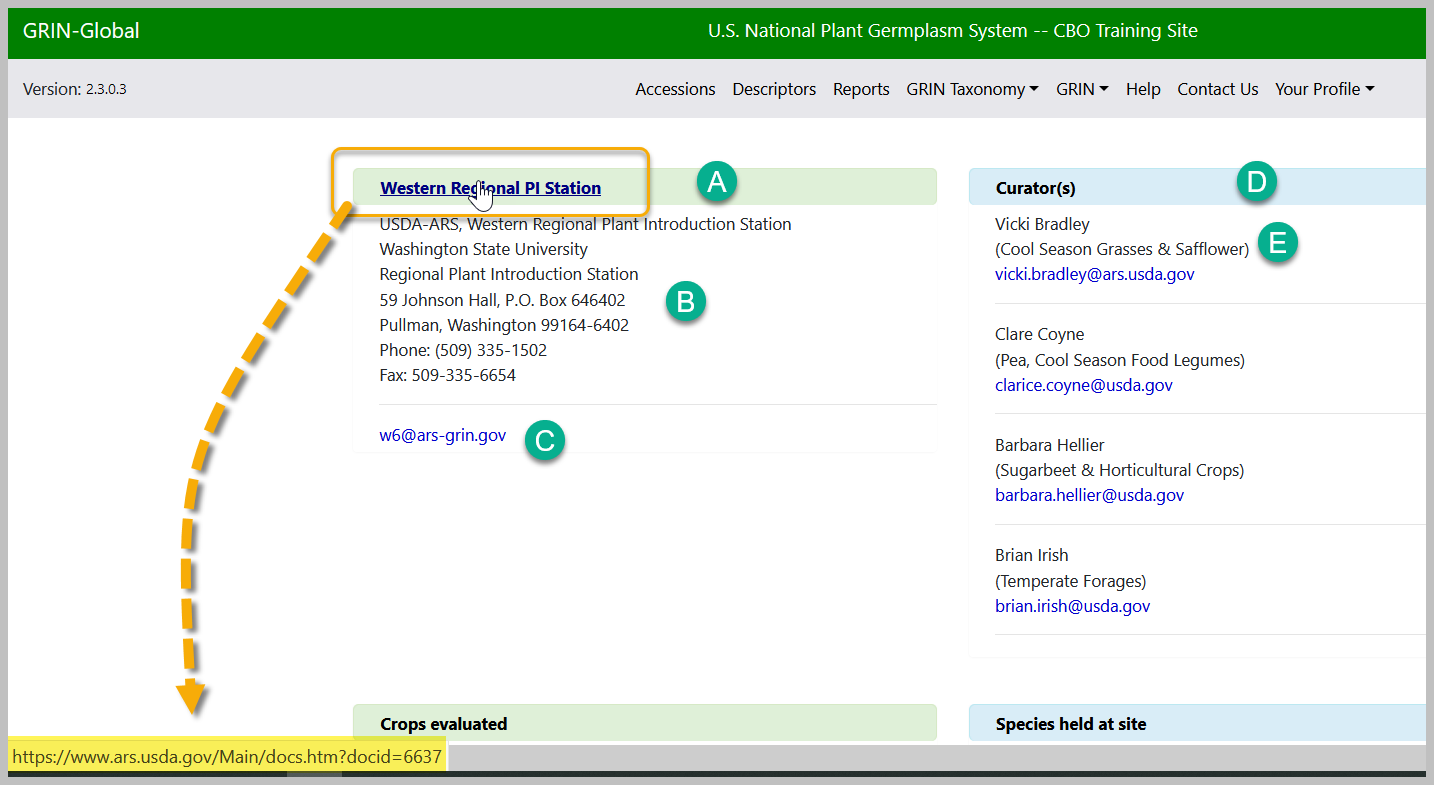 GRIN-Global
U.S. National Plant Germplasm System -- CBO Training Site
Version: 2.3.0.3
Accessions Descriptors Reports GRIN Taxonomy GRIN Help Contact Us Your Profile
Western Regional PI Station
A
USDA-ARS, Western Regional Plant Introduction Station
Washington State University
Regional Plant Introduction Station
59 Johnson Hall, P.O. Box 646402
B
Pullman, Washington 99164-6402
Phone: (509) 335-1502
Fax: 509-335-6654
w6@ars-grin.gov
C
Curator(s)
D
Vicki Bradley
(Cool Season Grasses & Safflower)
E
vicki.bradley@ars.usda.gov
Clare Coyne
(Pea, Cool Season Food Legumes)
clarice.coyne@usda.gov
Barbara Hellier
(Sugarbeet & Horticultural Crops)
barbara.hellier@usda.gov
Brian Irish
(Temperate Forages)
brian.irish@usda.gov
Crops evaluated
Species held at site
https://www.ars.usda.gov/Main/docs.htm?docid=6637